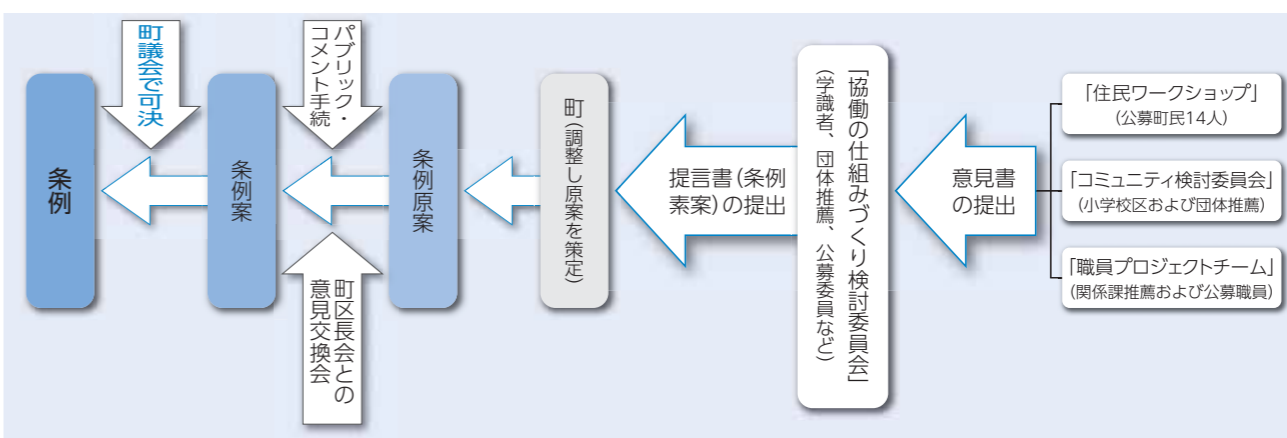 「住民ワークショップ」
(公募町民14人)
「コミュニティ検討委員会」
(小学校区および団体推薦)
「職員プロジェクトチーム」
(関係課推薦および公募職員)
意見書
の提出
「協働の仕組みづくり検討委員会」
(学識者、団体推薦、公募委員など)
提言書(条例
素案)の提出
町(調整し原案を策定)
条例原案
パブリック・
コメント手続
町区長会との
意見交換会
条例案
町議会で可決
条例